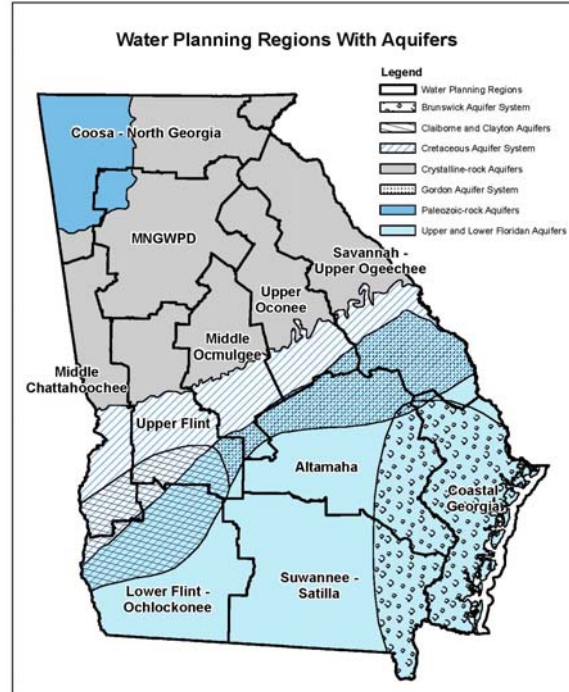 Water Planning Regions With Aquifers
Legend
Water Planning Regions
Brunswick Aquifer System
Claiborne and Clayton Aquifers
Cretaceous Aquifer System
Crystalline-rock Aquifers
Gordon Aquifer System
Paleozoic-rock Aquifers
Upper and Lower Floridan Aquifers
Coosa - North Georgia
MNGWPD
Savannah -
Upper Ogeechee
Upper
Oconee
Middle
Ocmulgee
Middle
Chattahoochee
Upper Flint
Altamaha
Coastal
Georgia
Suwannee -
Satilla
Lower Flint -
Ochlockonee